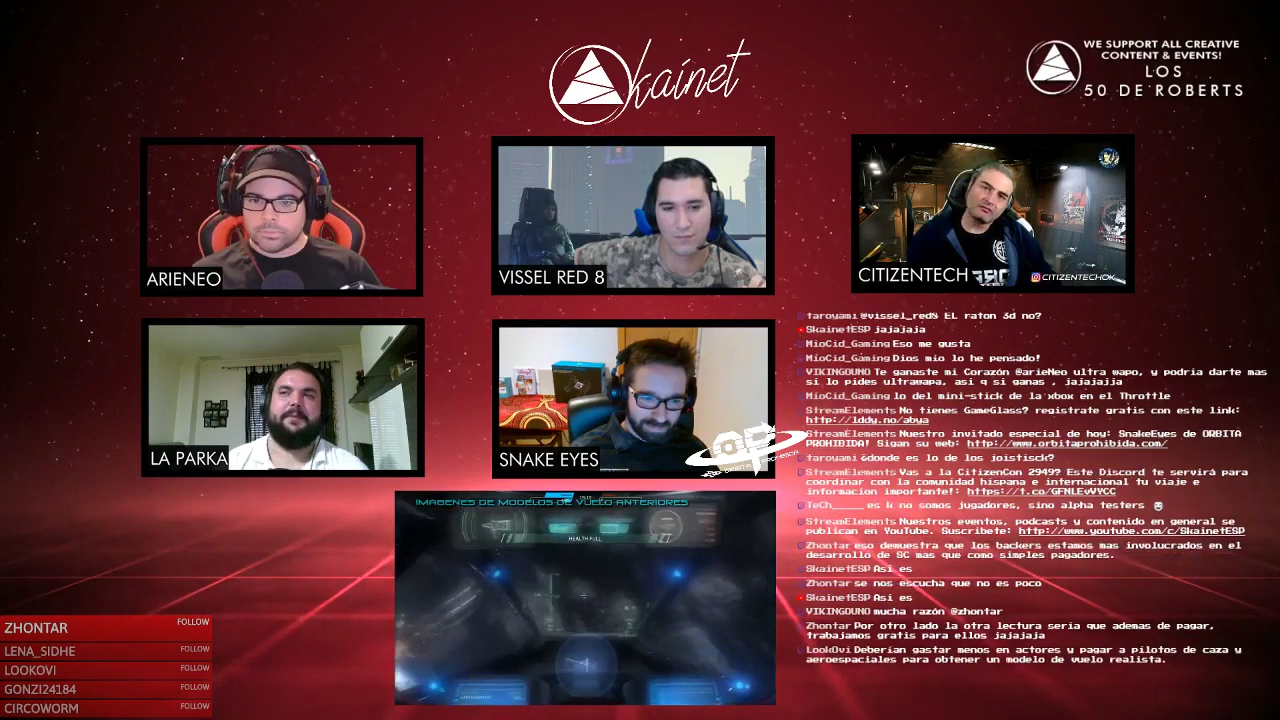 kainet
WE SUPPORT ALL CREATIVE
CONTENT & EVENTS!
LOS
50 DE ROBERTS
ARIENEO
VISSEL RED 8
CITIZENTECH
CITIZENTECHOK
LA PARKA
SNAKE EYES
OP
ORBITA PROHIBIDA
taroyami @vissel_red8 EL raton 3d no?
SkainetESP jajajaja
MioCid_Gaming Eso me gusta
MioCid_Gaming Dios mio lo he pensado!
VIKINGOUNO Te ganaste mi Corazón @arieNeo ultra wapo, y podria darte mas
si lo pides ultrawapa, asi q si ganas , jajajajja
MioCid_Gaming lo del mini-stick de la xbox en el Throttle
StreamElements No tienes GameGlass? registrate gratis con este link:
http://lddy.no/abya
StreamElements Nuestro invitado especial de hoy: SnakeEyes de ORBITA
PROHIBIDA! Sigan su web: http://www.orbitaprohibida.com/
taroyami ¿donde es lo de los joistisck?
StreamElements Vas a la CitizenCon 2949? Este Discord te servirá para
coordinar con la comunidad hispana e internacional tu viaje e
informacion importante!: https://t.co/GFNLEvVYCC
TeCh_____ es k no somos jugadores, sino alpha testers
StreamElements Nuestros eventos, podcasts y contenido en general se
publican en YouTube. Suscribete: http://www.youtube.com/c/SkainetESP
Zhontar eso demuestra que los backers estamos mas involucrados en el
desarrollo de SC mas que como simples pagadores.
SkainetESP Asi es
Zhontar se nos escucha que no es poco
SkainetESP Asi es
VIKINGOUNO mucha razón @zhontar
Zhontar Por otro lado la otra lectura seria que ademas de pagar,
trabajamos gratis para ellos jajajaja
LookOvi Deberian gastar menos en actores y pagar a pilotos de caza y
aeroespaciales para obtener un modelo de vuelo realista.
IMAGENES DE MODELOS DE VUELO ANTERIORES
HEALTH FULL
ZHONTAR FOLLOW
LENA_SIDHE FOLLOW
LOOKOVI FOLLOW
GONZI24184 FOLLOW
CIRCOWORM FOLLOW